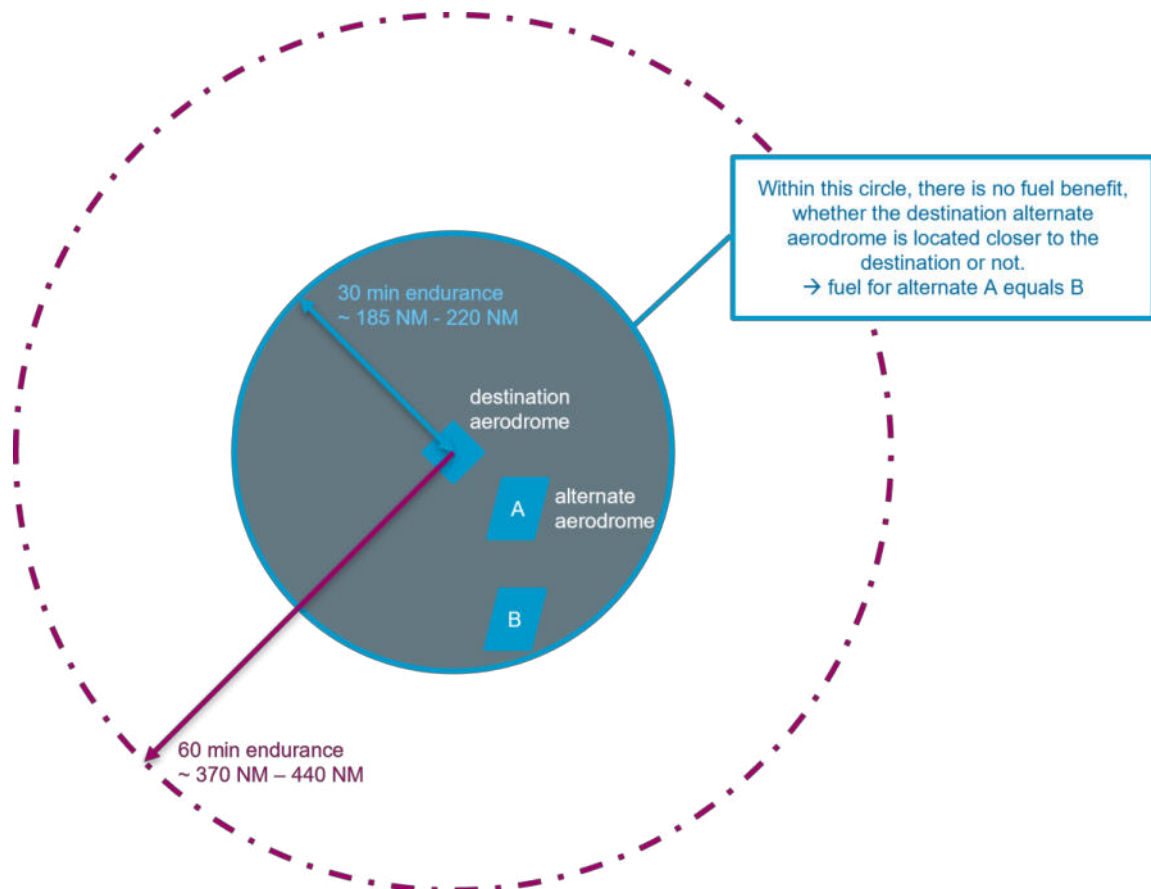 Within this circle, there is no fuel benefit,
whether the destination alternate
aerodrome is located closer to the
destination or not.
→ fuel for alternate A equals B
30 min endurance
~ 185 NM - 220 NM
destination
aerodrome
A
alternate
aerodrome
B
60 min endurance
~ 370 NM – 440 NM